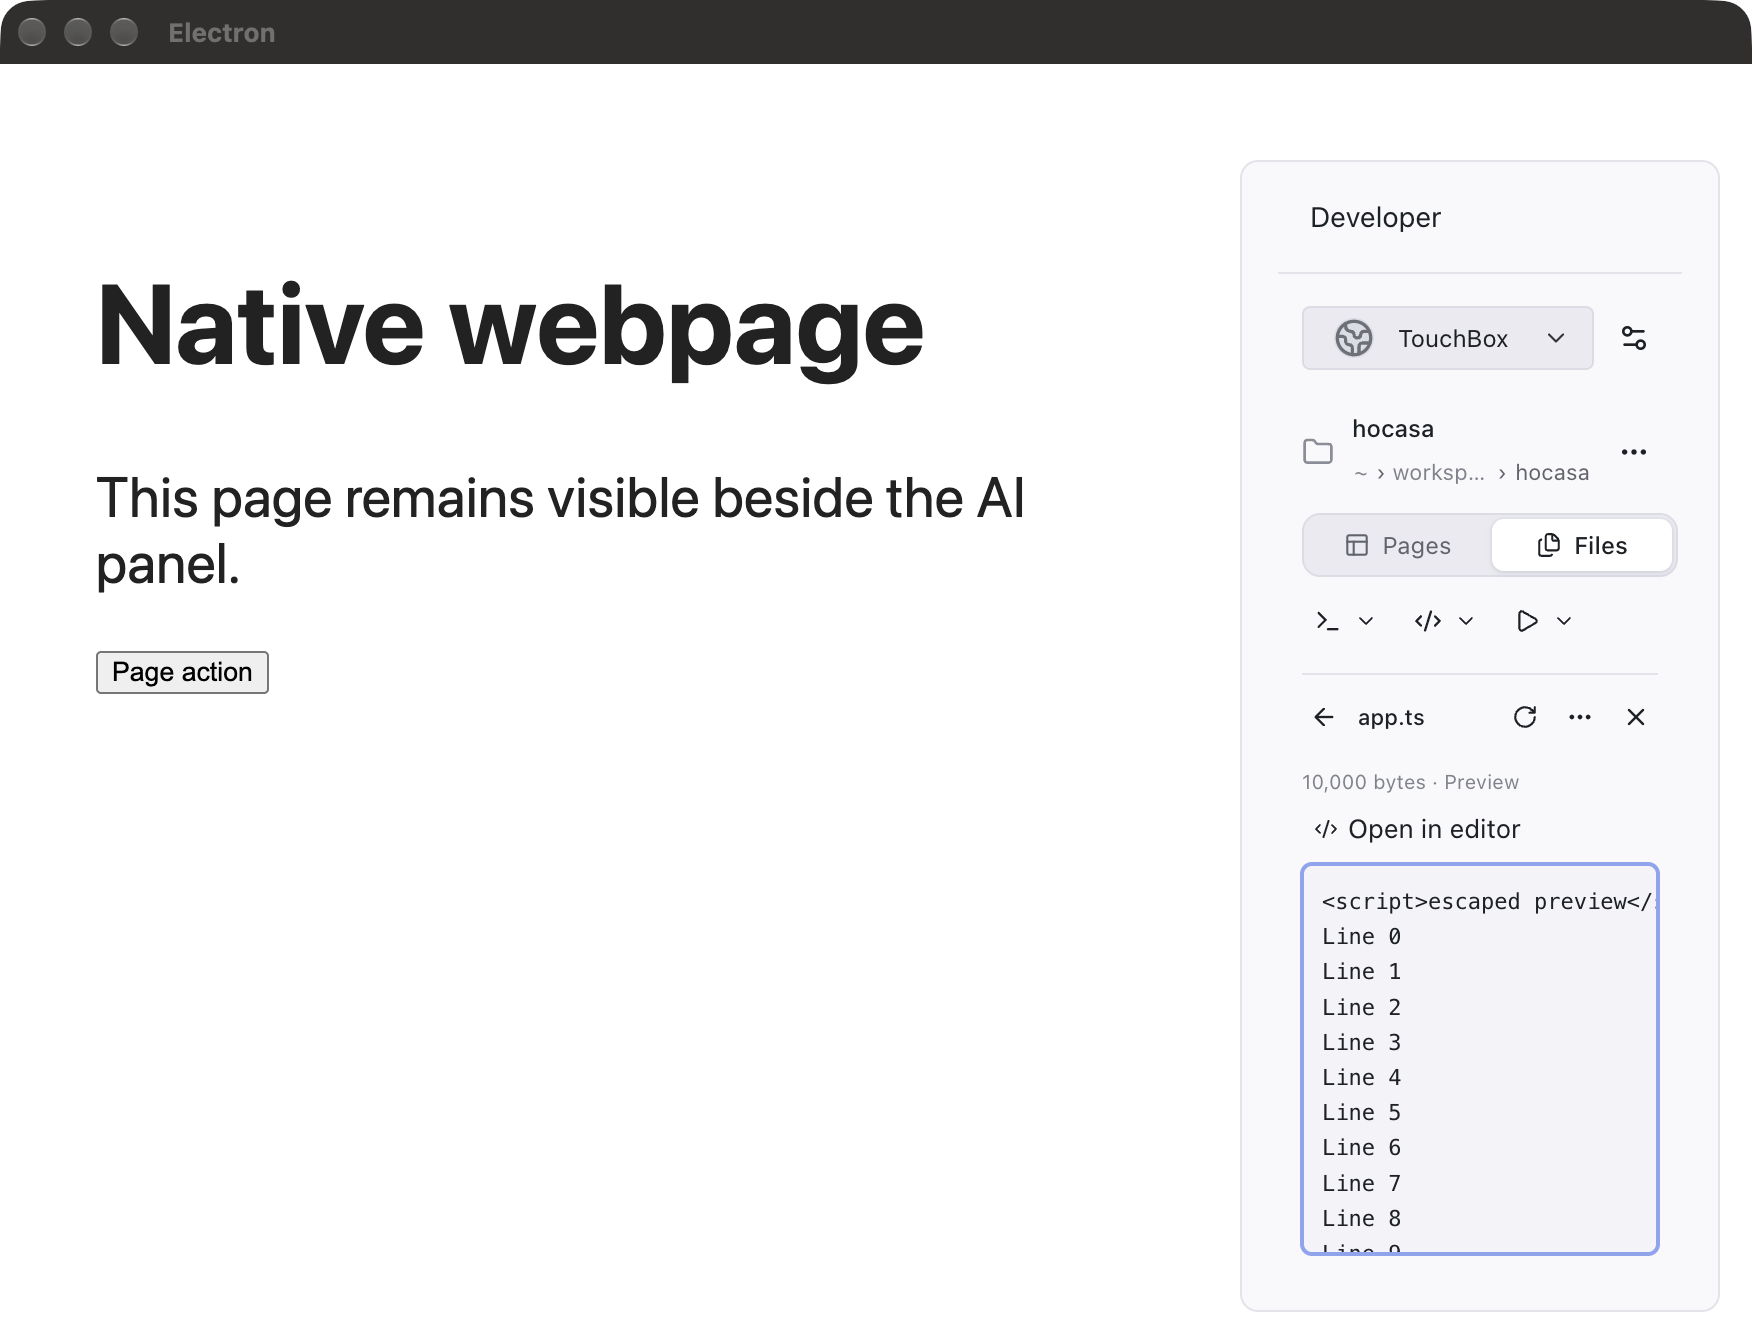 Electron
Native webpage
This page remains visible beside the AI
panel.
Page action
Developer
TouchBox
hocasa
~ › worksp... › hocasa
Pages
Files
app.ts
10,000 bytes · Preview
</> Open in editor
<script>escaped preview</
Line 0
Line 1
Line 2
Line 3
Line 4
Line 5
Line 6
Line 7
Line 8
Line 9